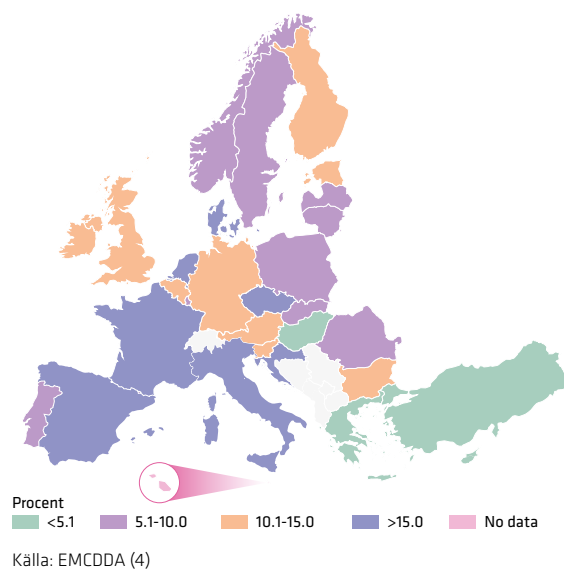 Procent
<5.1 5.1-10.0 10.1-15.0 >15.0 No data
Källa: EMCDDA (4)